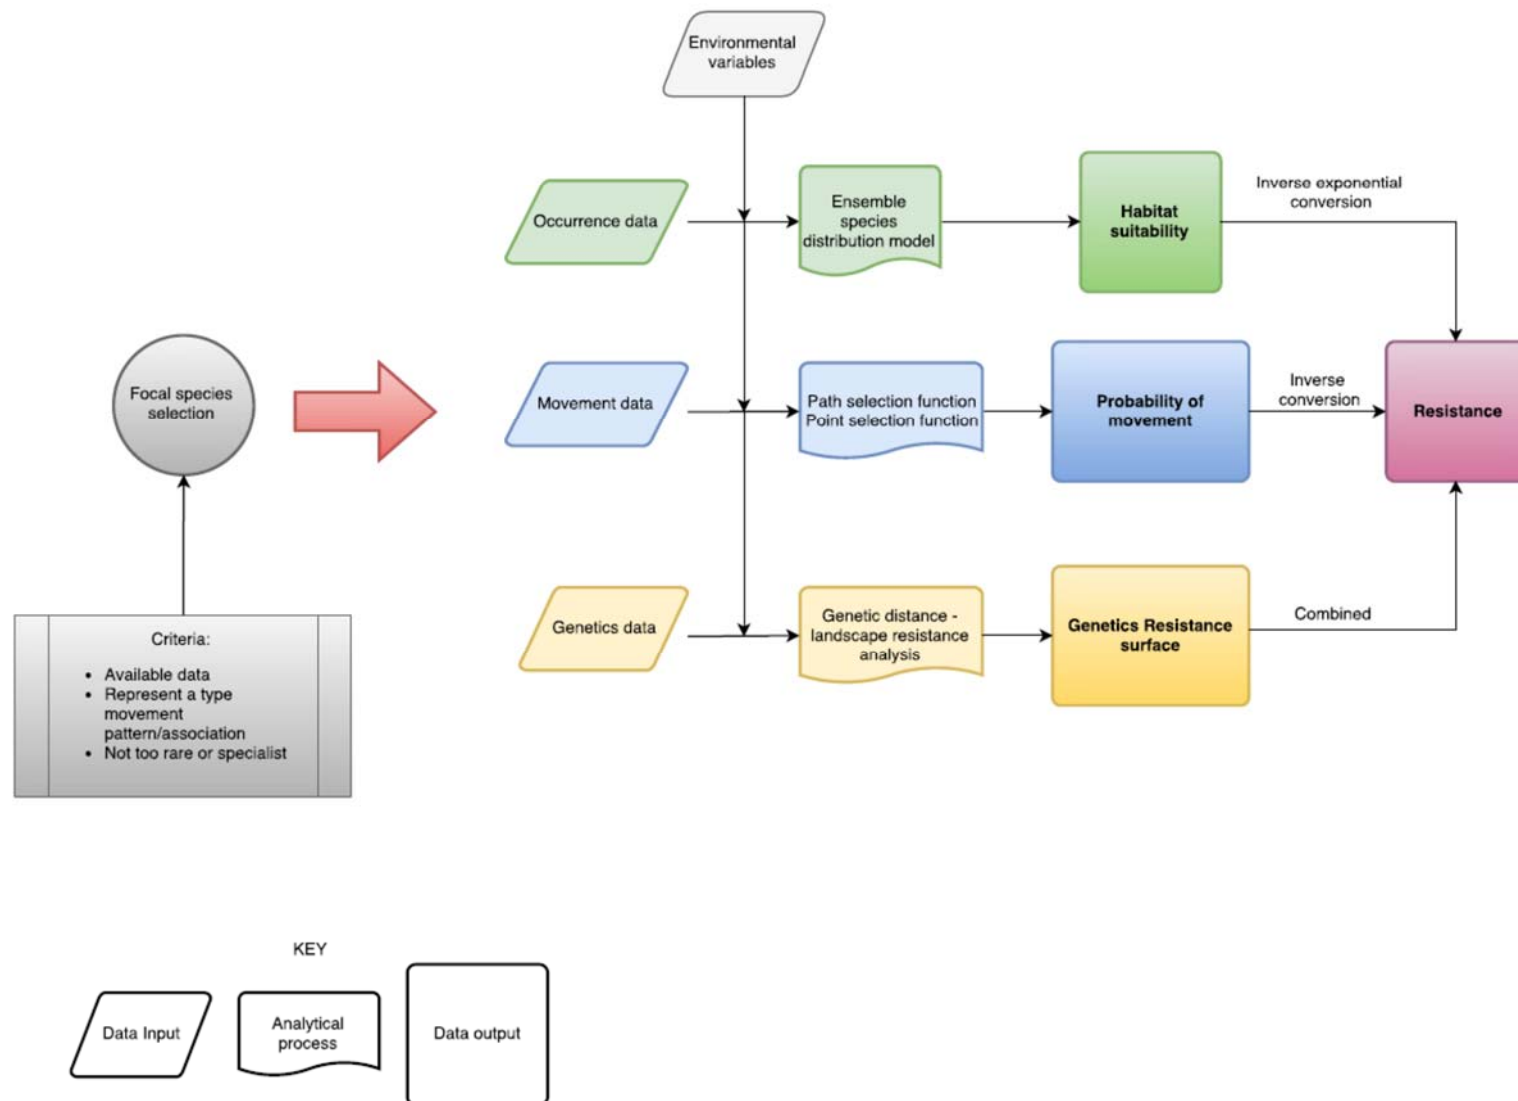 Environmental
variables
Occurrence data
Ensemble
species
distribution model
Habitat
suitability
Inverse exponential
conversion
Focal species
selection
Movement data
Path selection function
Point selection function
Probability of
movement
Inverse
conversion
Resistance
Genetics data
Genetic distance -
landscape resistance
analysis
Genetics Resistance
surface
Combined
Criteria:
• Available data
• Represent a type
movement
pattern/association
• Not too rare or specialist
KEY
Data Input
Analytical
process
Data output